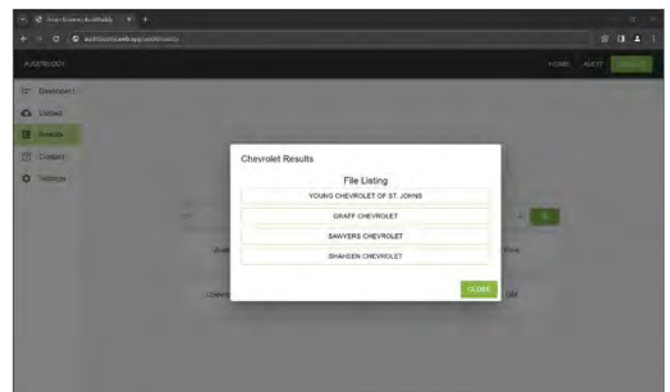 AUDITBUDDY
HOME AUDIT
Dashboard
Upload
Results
Contact
Settings
Chevrolet Results
File Listing
YOUNG CHEVROLET OF ST. JOHNS
GRAFF CHEVROLET
SAWYERS CHEVROLET
SHAHEEN CHEVROLET
CLOSE